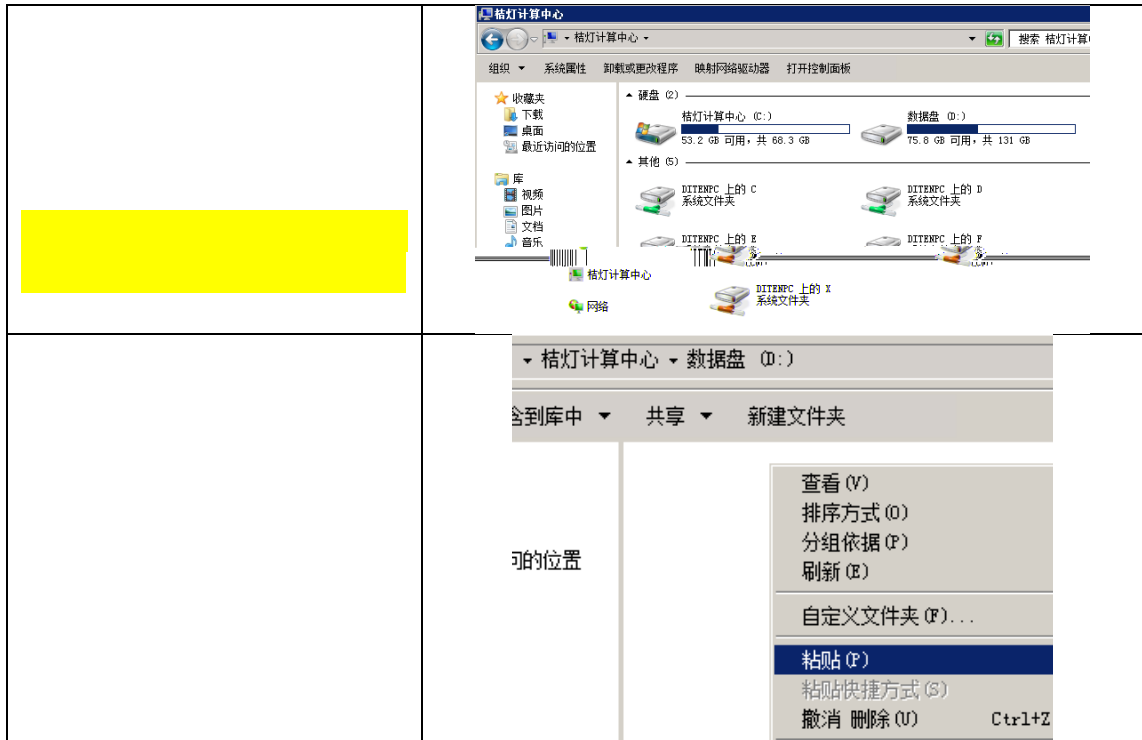 桔灯计算中心
桔灯计算中心
搜索 桔灯计算
组织 系统属性 卸载或更改程序 映射网络驱动器 打开控制面板
收藏夹
下载
桌面
最近访问的位置
库
视频
图片
文档
音乐
硬盘 (2)
桔灯计算中心 (C:)
53.2 GB 可用，共 68.3 GB
数据盘 (D:)
75.8 GB 可用，共 131 GB
其他 (5)
DITENPC 上的 C
系统文件夹
DITENPC 上的 D
系统文件夹
DITENPC 上的 E
DITENPC 上的 F
桔灯计算中心
网络
DITENPC 上的 X
系统文件夹
桔灯计算中心 数据盘 (D:)
含到库中 共享 新建文件夹
问的位置
查看(V)
排序方式(O)
分组依据(P)
刷新(E)
自定义文件夹(F)...
粘贴(P)
粘贴快捷方式(S)
撤消 删除(U) Ctrl+Z